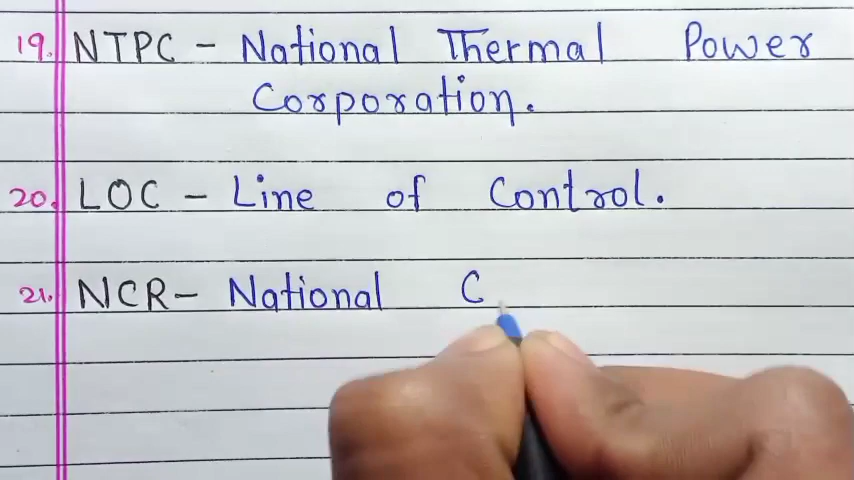 19. NTPC - National Thermal Power
Corporation.
20. LOC - Line of Control.
21. NCR - National C